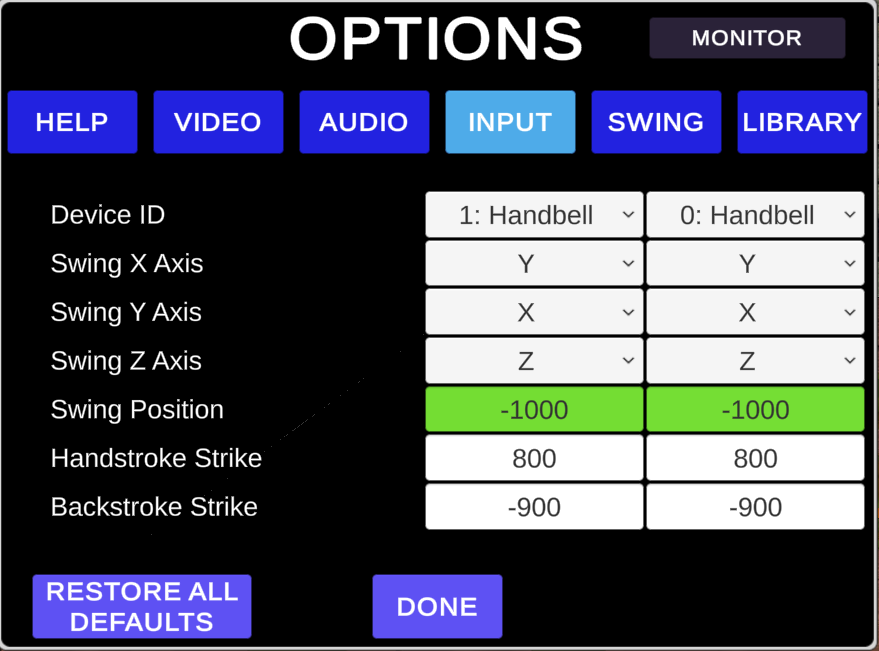 OPTIONS
MONITOR
HELP
VIDEO
AUDIO
INPUT
SWING
LIBRARY
Device ID 1: Handbell 0: Handbell
Swing X Axis Y Y
Swing Y Axis X X
Swing Z Axis Z Z
Swing Position -1000 -1000
Handstroke Strike 800 800
Backstroke Strike -900 -900
RESTORE ALL
DEFAULTS
DONE